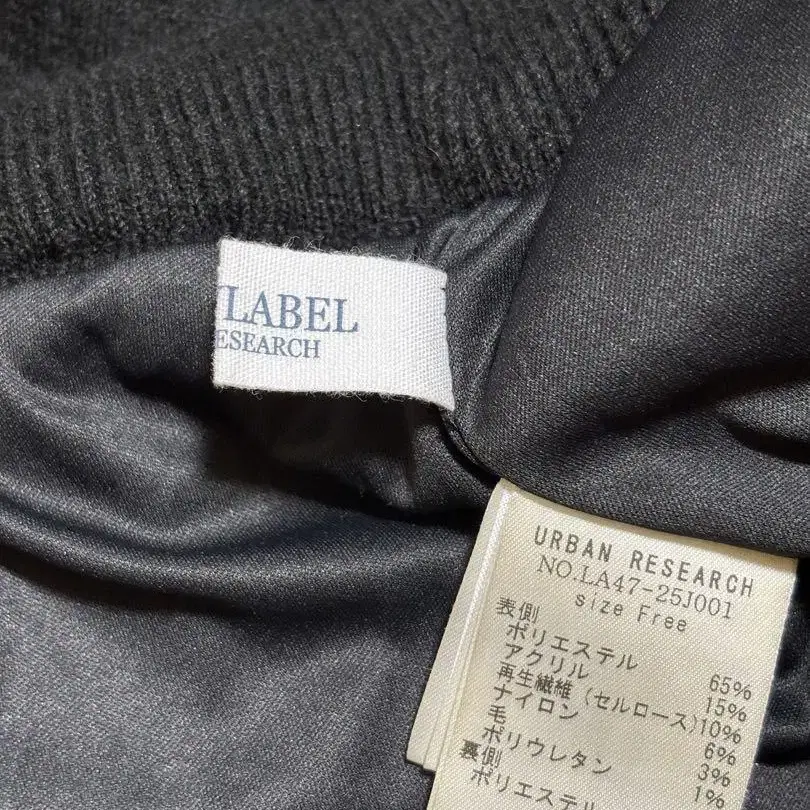 LABEL
ESEARCH
URBAN RESEARCH
NO.LA47-25J001
size Free
表側
ポリエステル 65%
アクリル 15%
再生繊維(セルロース)10%
ナイロン 6%
毛 3%
ポリウレタン 1%
裏側
ポリエステル